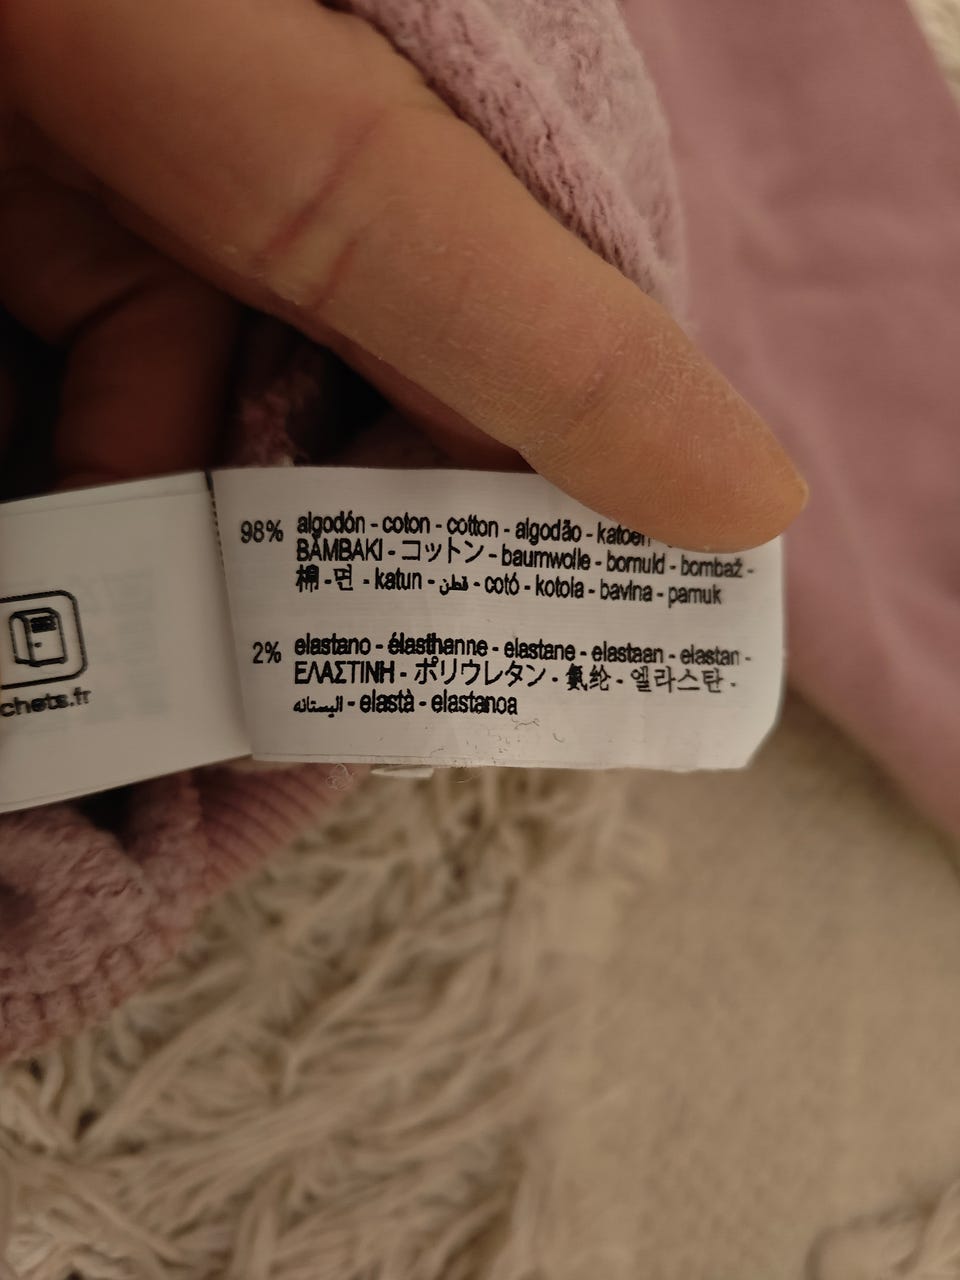 98% algodón - coton - cotton - algodão - katoen
BAMBAKI - コットン - baumwolle - bomuld - bombaž -
棉 - 면 - katun - قطن - cotó - kotoia - bavlna - pamuk
2% elastano - élasthanne - elastane - elastaan - elastan -
ΕΛΑΣΤΙΝΗ - ポリウレタン - 氨纶 - 엘라스탄 -
اليستانه - elastà - elastanoa
chets.fr